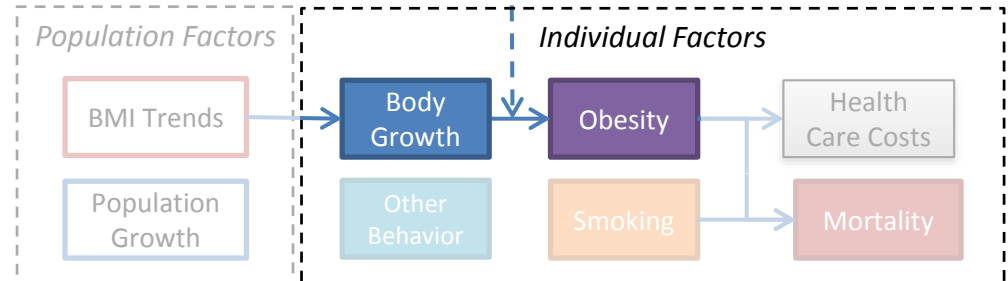 Population Factors
Individual Factors
BMI Trends
Body
Growth
Obesity
Health
Care Costs
Population
Growth
Other
Behavior
Smoking
Mortality